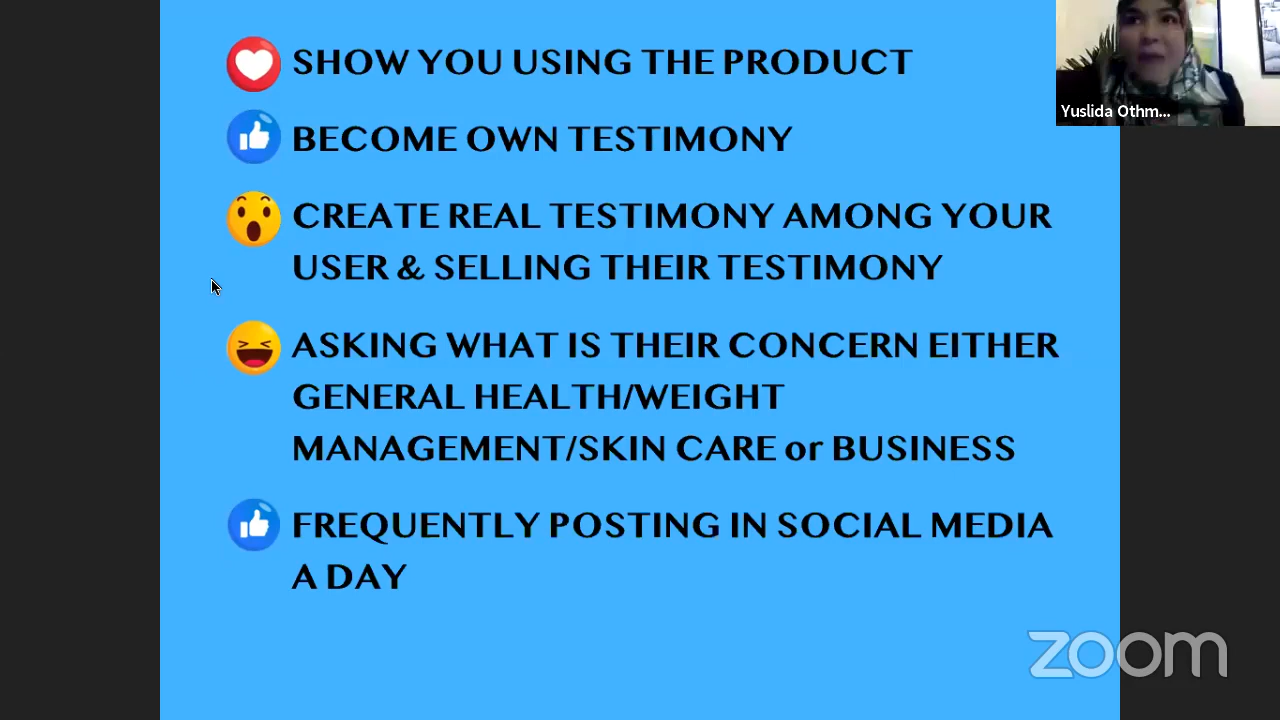 SHOW YOU USING THE PRODUCT
BECOME OWN TESTIMONY
CREATE REAL TESTIMONY AMONG YOUR
USER & SELLING THEIR TESTIMONY
ASKING WHAT IS THEIR CONCERN EITHER
GENERAL HEALTH/WEIGHT
MANAGEMENT/SKIN CARE or BUSINESS
FREQUENTLY POSTING IN SOCIAL MEDIA
A DAY
Yuslida Othm...
zoom